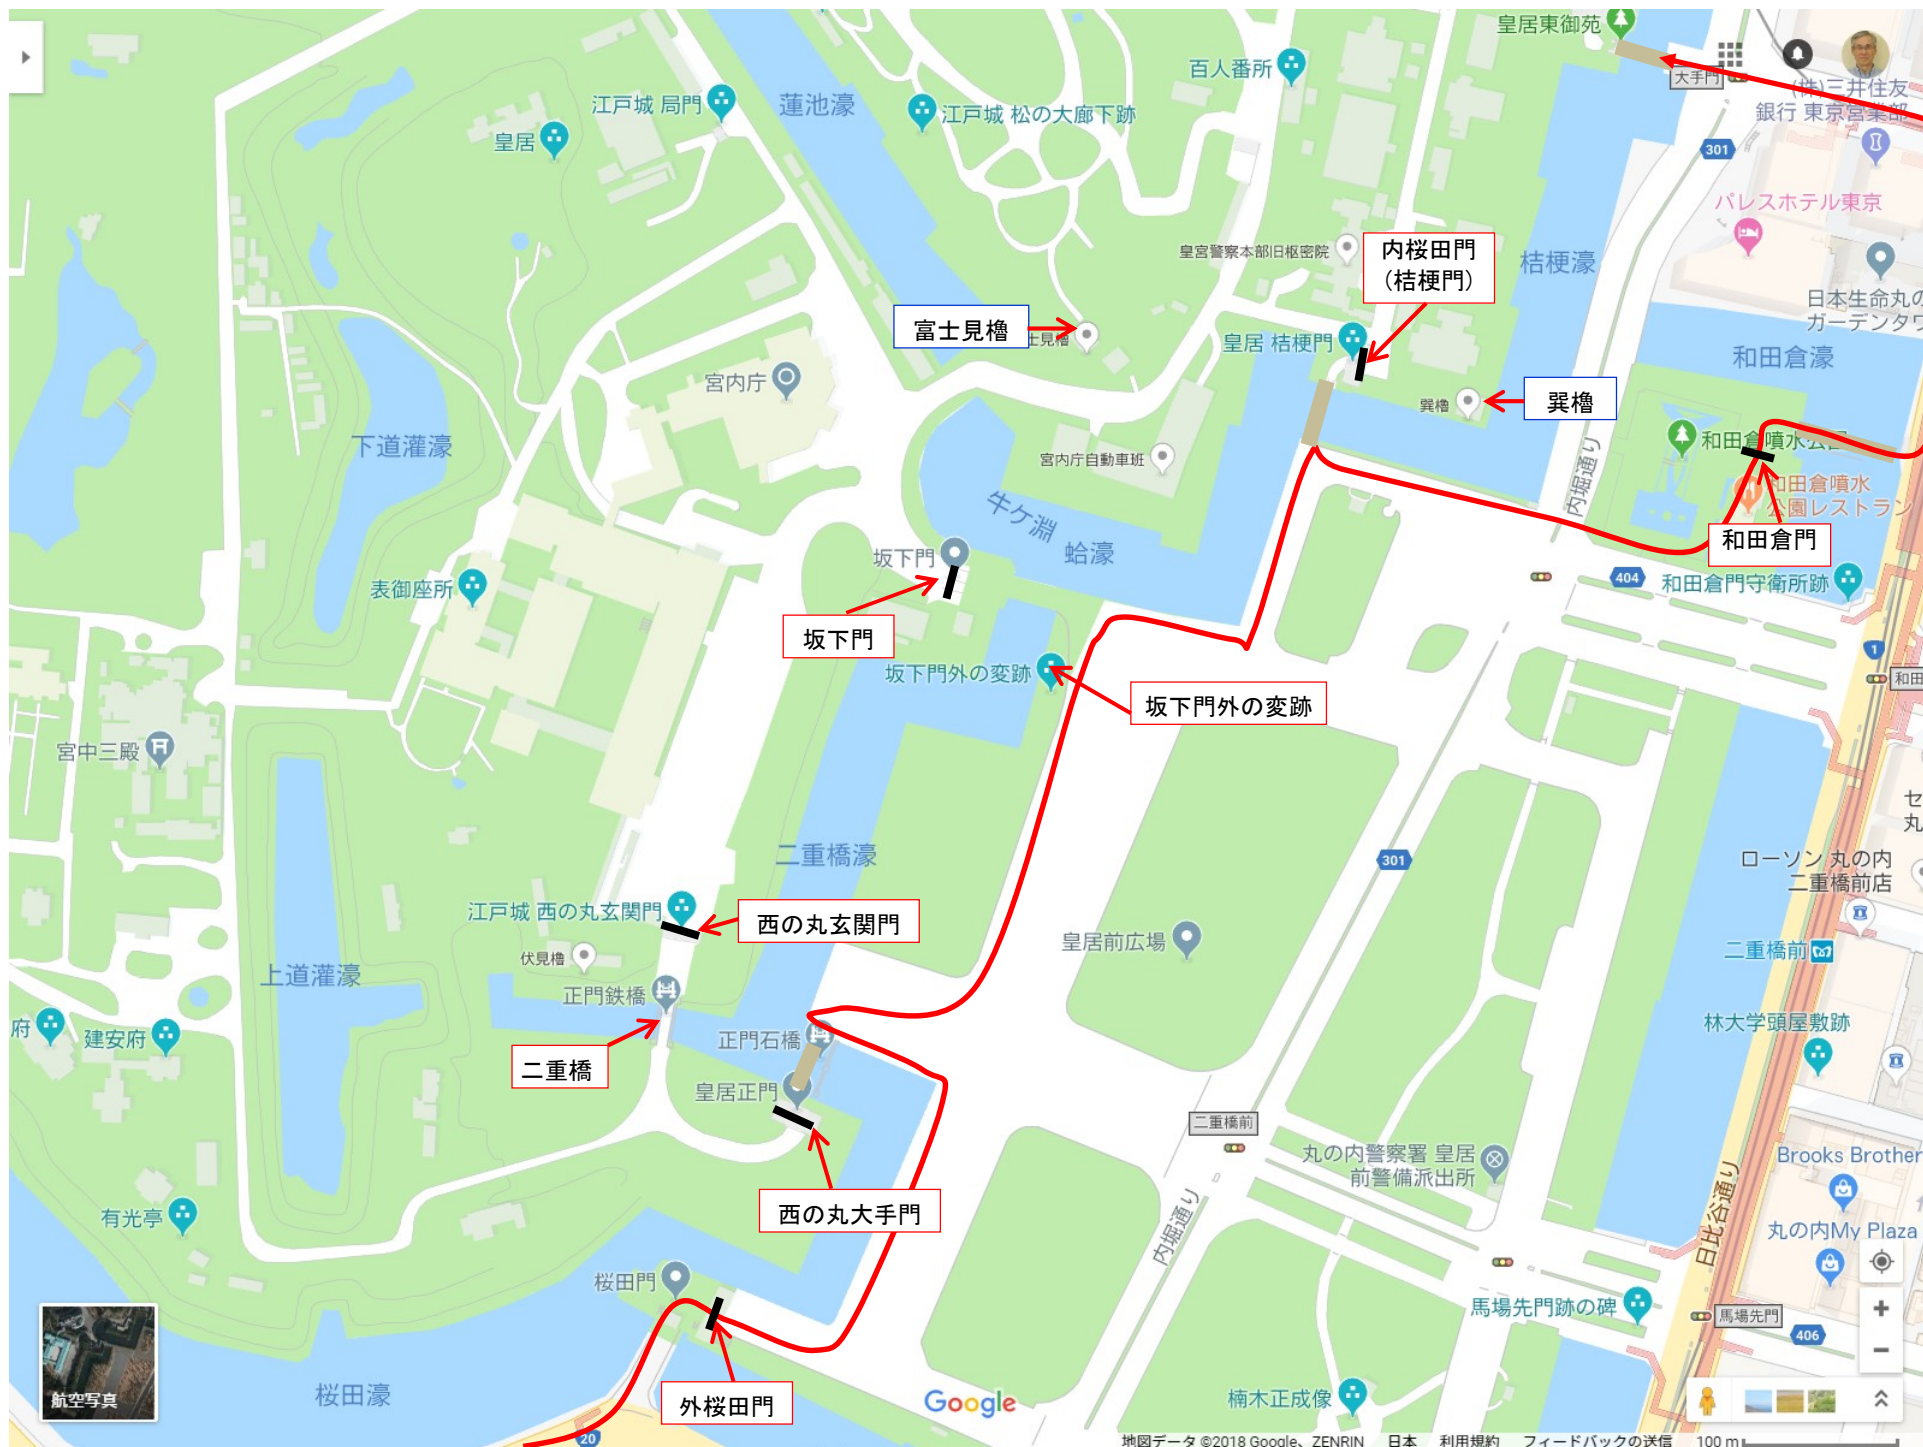 皇居東御苑
大手門
(株)三井住友
銀行 東京営業部
百人番所
江戸城 局門
蓮池濠
江戸城 松の大廊下跡
皇居
301
パレスホテル東京
皇宮警察本部旧枢密院
内桜田門
(桔梗門)
桔梗濠
日本生命丸の
ガーデンタワ
富士見櫓
士見櫓
皇居 桔梗門
和田倉濠
宮内庁
巽櫓
巽櫓
下道灌濠
和田倉噴水公園
宮内庁自動車班
内堀通り
和田倉噴水
公園レストラン
牛ケ淵
蛤濠
和田倉門
坂下門
404
和田倉門守衛所跡
表御座所
坂下門
1
坂下門外の変跡
和田
坂下門外の変跡
宮中三殿
セ
丸
二重橋濠
301
ローソン 丸の内
二重橋前店
江戸城 西の丸玄関門
西の丸玄関門
皇居前広場
二重橋前
伏見櫓
上道灌濠
正門鉄橋
府
建安府
正門石橋
林大学頭屋敷跡
二重橋
皇居正門
二重橋前
丸の内警察署 皇居
前警備派出所
Brooks Brother
有光亭
西の丸大手門
内堀通り
日比谷通り
丸の内My Plaza
桜田門
馬場先門跡の碑
馬場先門
406
航空写真
桜田濠
外桜田門
Google
楠木正成像
20
地図データ ©2018 Google、ZENRIN 日本 利用規約 フィードバックの送信 100 m